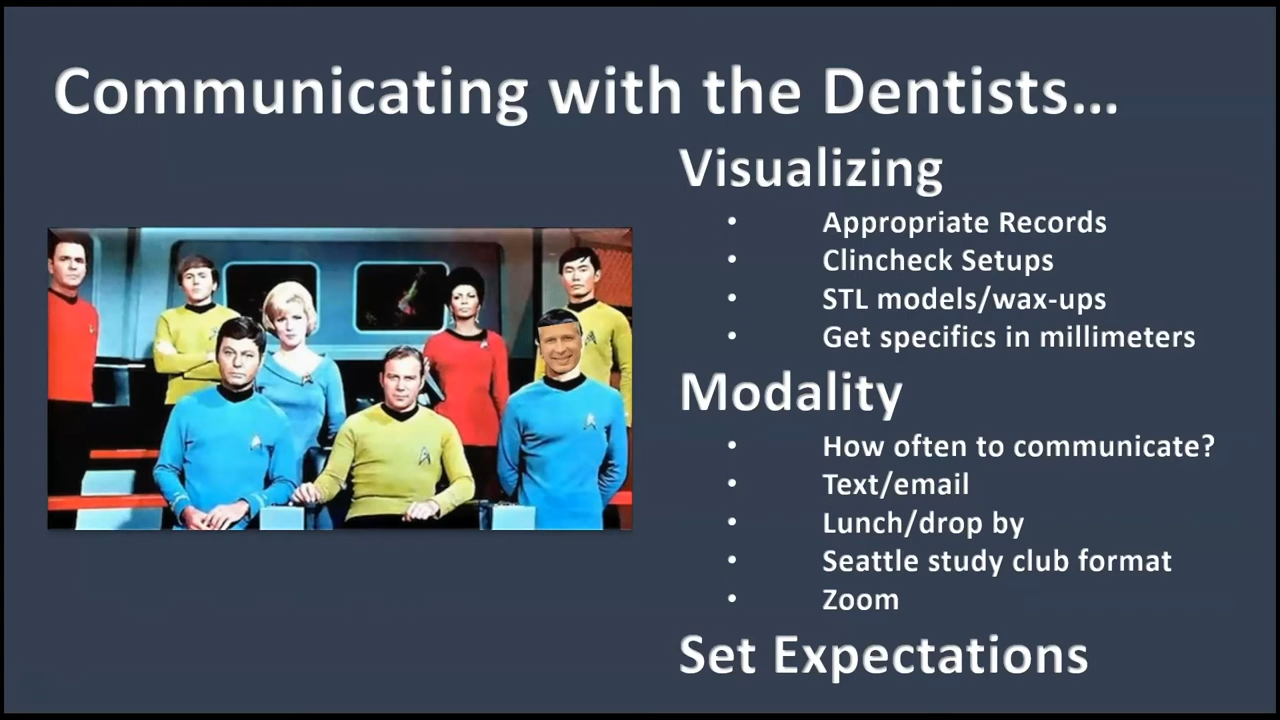 Communicating with the Dentists...
Visualizing
• Appropriate Records
• Clincheck Setups
• STL models/wax-ups
• Get specifics in millimeters
Modality
• How often to communicate?
• Text/email
• Lunch/drop by
• Seattle study club format
• Zoom
Set Expectations